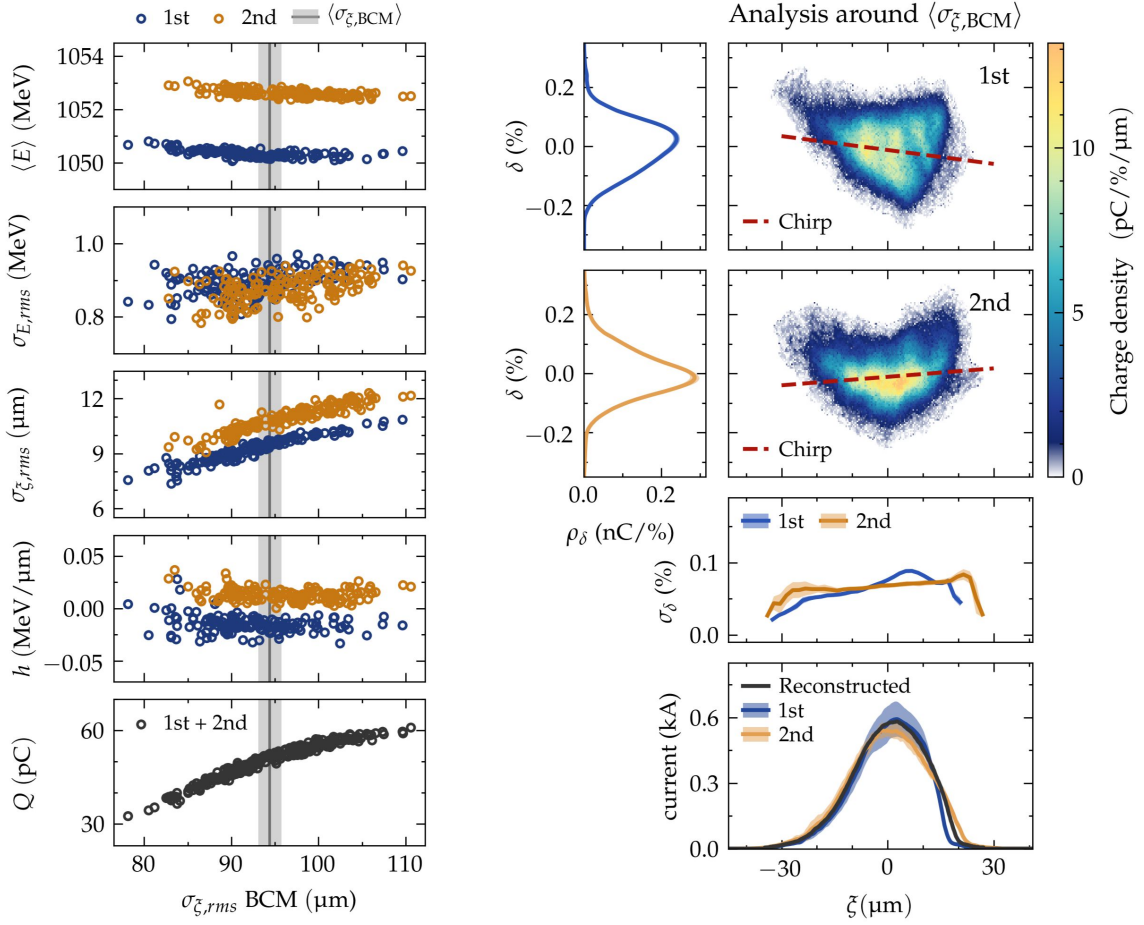 1st 2nd ⟨σξ,BCM⟩
1054
1052
1050
⟨E⟩ (MeV)
1.0
0.8
σE,rms (MeV)
12
9
6
σξ,rms (μm)
0.05
0.00
−0.05
h (MeV/μm)
1st + 2nd
60
30
Q (pC)
80 90 100 110
σξ,rms BCM (μm)
Analysis around ⟨σξ,BCM⟩
0.2
0.0
−0.2
δ (%)
1st
Chirp
0.2
0.0
−0.2
δ (%)
0.0 0.2
ρδ (nC/%)
2nd
Chirp
10
5
0
Charge density (pC/%/μm)
1st 2nd
0.1
0.0
σδ (%)
Reconstructed
1st
2nd
0.6
0.3
0.0
current (kA)
−30 0 30
ξ(μm)